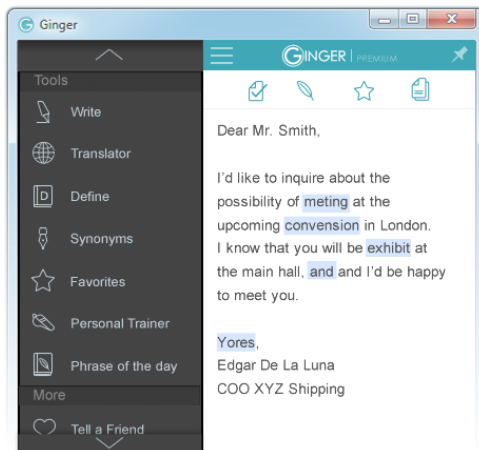 Ginger
GINGER | PREMIUM
Tools
Write
Translator
Define
Synonyms
Favorites
Personal Trainer
Phrase of the day
More
Tell a Friend
Dear Mr. Smith,
I'd like to inquire about the
possibility of meting at the
upcoming convension in London.
I know that you will be exhibit at
the main hall, and and I'd be happy
to meet you.
Yores,
Edgar De La Luna
COO XYZ Shipping